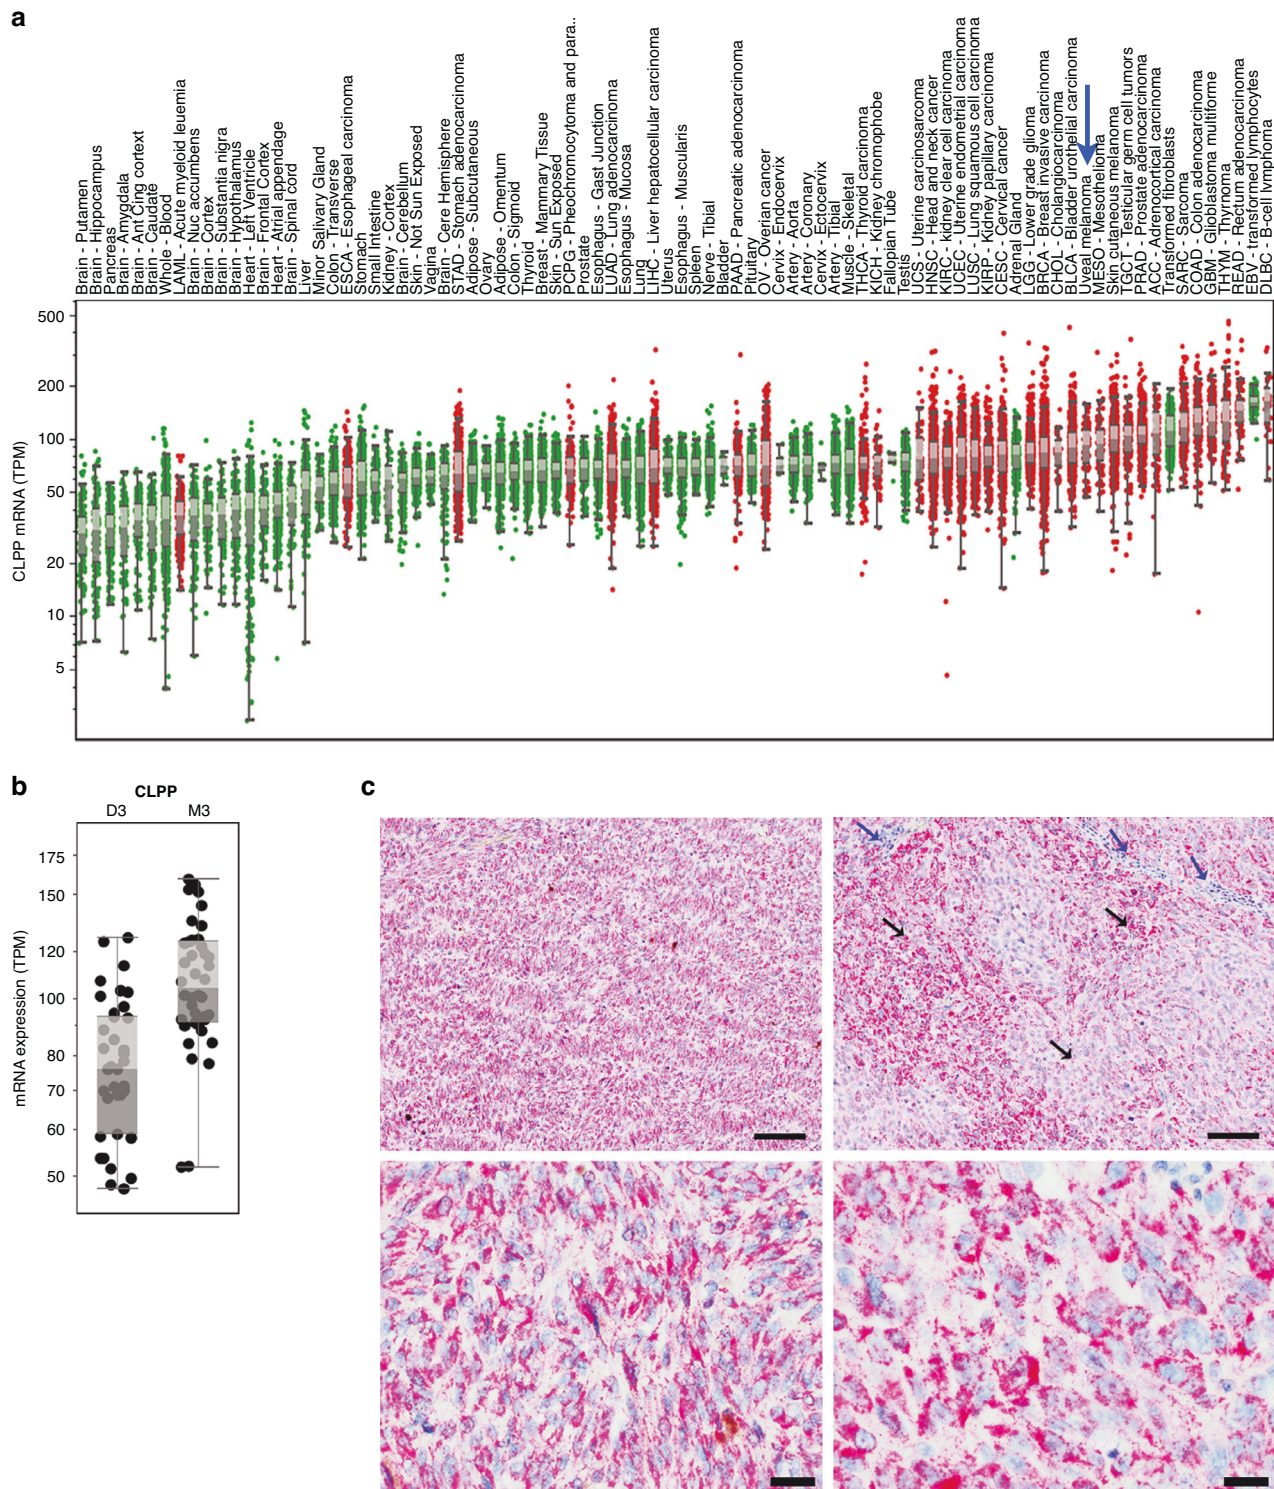 a
Brain - Putamen
Brain - Hippocampus
Pancreas
Brain - Amygdala
Brain - Ant Cing cortext
Brain - Caudate
Whole - Blood
LAML - Acute myeloid leuemia
Brain - Nuc accumbens
Brain - Cortex
Brain - Substantia nigra
Brain - Hypothalamus
Heart - Left Ventricle
Brain - Frontal Cortex
Heart - Atrial appendage
Brain - Spinal cord
Liver
Minor Salivary Gland
Colon - Transverse
ESCA - Esophageal carcinoma
Stomach
Small Intestine
Kidney - Cortex
Brain - Cerebellum
Skin - Not Sun Exposed
Vagina
Brain - Cere Hemisphere
STAD - Stomach adenocarcinoma
Adipose - Subcutaneous
Ovary
Adipose - Omentum
Colon - Sigmoid
Thyroid
Breast - Mammary Tissue
Skin - Sun Exposed
PCPG - Pheochromocytoma and para..
Prostate
Esophagus - Gast Junction
LUAD - Lung adenocarcinoma
Esophagus - Mucosa
Lung
LIHC - Liver hepatocellular carcinoma
Uterus
Esophagus - Muscularis
Spleen
Nerve - Tibial
Bladder
PAAD - Pancreatic adenocarcinoma
Pituitary
OV - Overian cancer
Cervix - Endocervix
Artery - Aorta
Artery - Coronary
Cervix - Ectocervix
Artery - Tibial
Muscle - Skeletal
THCA - Thyroid carcinoma
KICH - Kidney chromophobe
Fallopian Tube
Testis
UCS - Uterine carcinosarcoma
HNSC - Head and neck cancer
KIRC - kidney clear cell carcinoma
UCEC - Uterine endometrial carcinoma
LUSC - Lung squamous cell carcinoma
KIRP - Kidney papillary carcinoma
CESC - Cervical cancer
Adrenal Gland
LGG - Lower grade glioma
BRCA - Breast invasive carcinoma
CHOL - Cholangiocarcinoma
BLCA - Bladder urothelial carcinoma
Uveal melanoma
MESO - Mesothelioma
Skin cutaneous melanoma
TGCT - Testicular germ cell tumors
PRAD - Prostate adenocarcinoma
ACC - Adrenocortical carcinoma
Transformed fibroblasts
SARC - Sarcoma
COAD - Colon adenocarcinoma
GBM - Glioblastoma multiforme
THYM - Thyrnoma
READ - Rectum adenocarcinoma
EBV - transformed lymphocytes
DLBC - B-cell lymphoma
CLPP mRNA (TPM)
500
200
100
50
20
10
5
b
CLPP
D3 M3
mRNA expression (TPM)
175
150
120
100
80
70
60
50
c